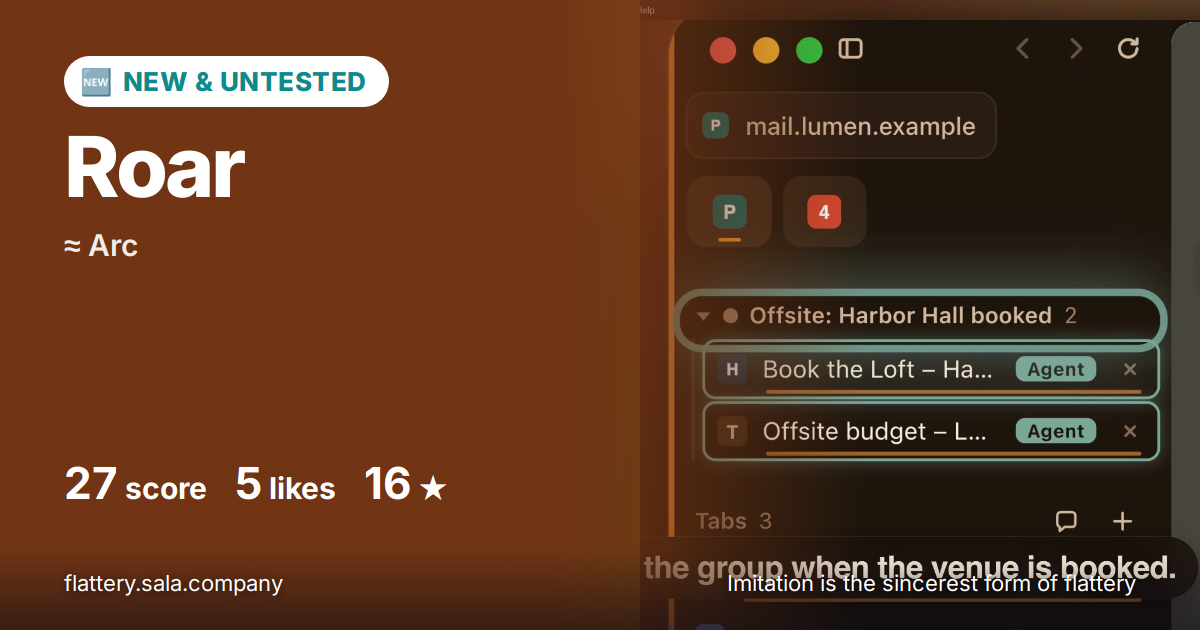 NEW NEW & UNTESTED
Roar
≈ Arc
27 score 5 likes 16 ★
flattery.sala.company
Help
P mail.lumen.example
P 4
Offsite: Harbor Hall booked 2
H Book the Loft – Ha... Agent ×
T Offsite budget – L... Agent ×
Tabs 3
the group when the venue is booked.
Imitation is the sincerest form of flattery